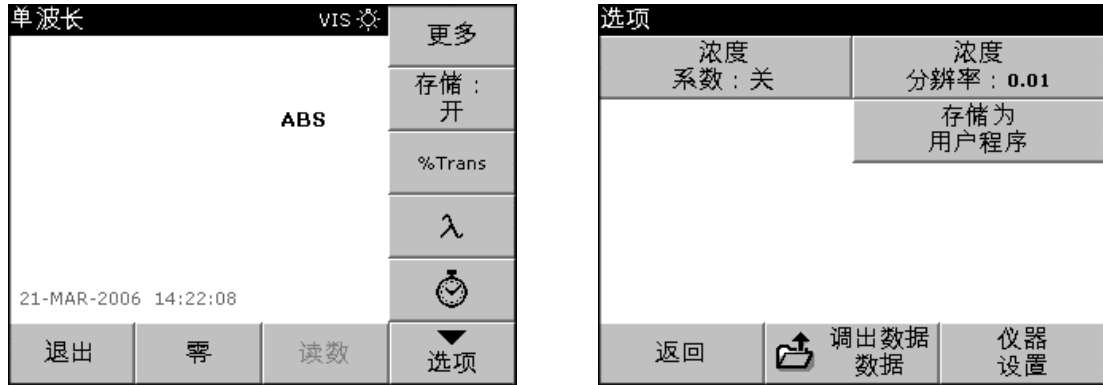 单波长 VIS
更多
存储：
开
ABS
%Trans
λ
21-MAR-2006 14:22:08
退出 零 读数 选项
选项
浓度
系数：关
浓度
分辨率：0.01
存储为
用户程序
返回
调出数据
数据
仪器
设置